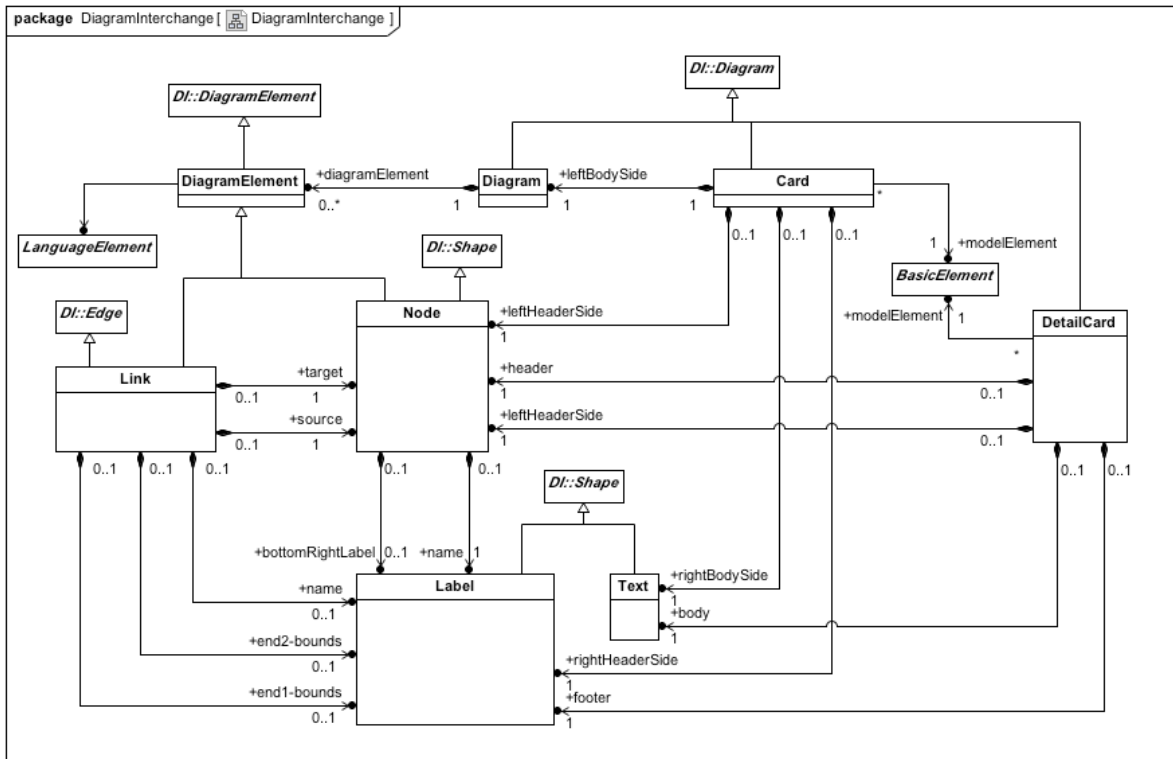 package DiagramInterchange [ DiagramInterchange ]
DI::Diagram
DI::DiagramElement
DiagramElement
+diagramElement
0..*
1
Diagram
+leftBodySide
1
1
Card
*
0..1
0..1
0..1
LanguageElement
DI::Shape
1
+modelElement
BasicElement
+modelElement
1
DI::Edge
Node
+leftHeaderSide
1
DetailCard
*
Link
+target
0..1
1
+header
1
0..1
+source
0..1
1
+leftHeaderSide
1
0..1
0..1
0..1
0..1
0..1
0..1
0..1
0..1
DI::Shape
+bottomRightLabel
0..1
+name
1
Label
Text
+rightBodySide
1
+name
0..1
+body
1
+end2-bounds
0..1
+rightHeaderSide
1
+end1-bounds
0..1
+footer
1